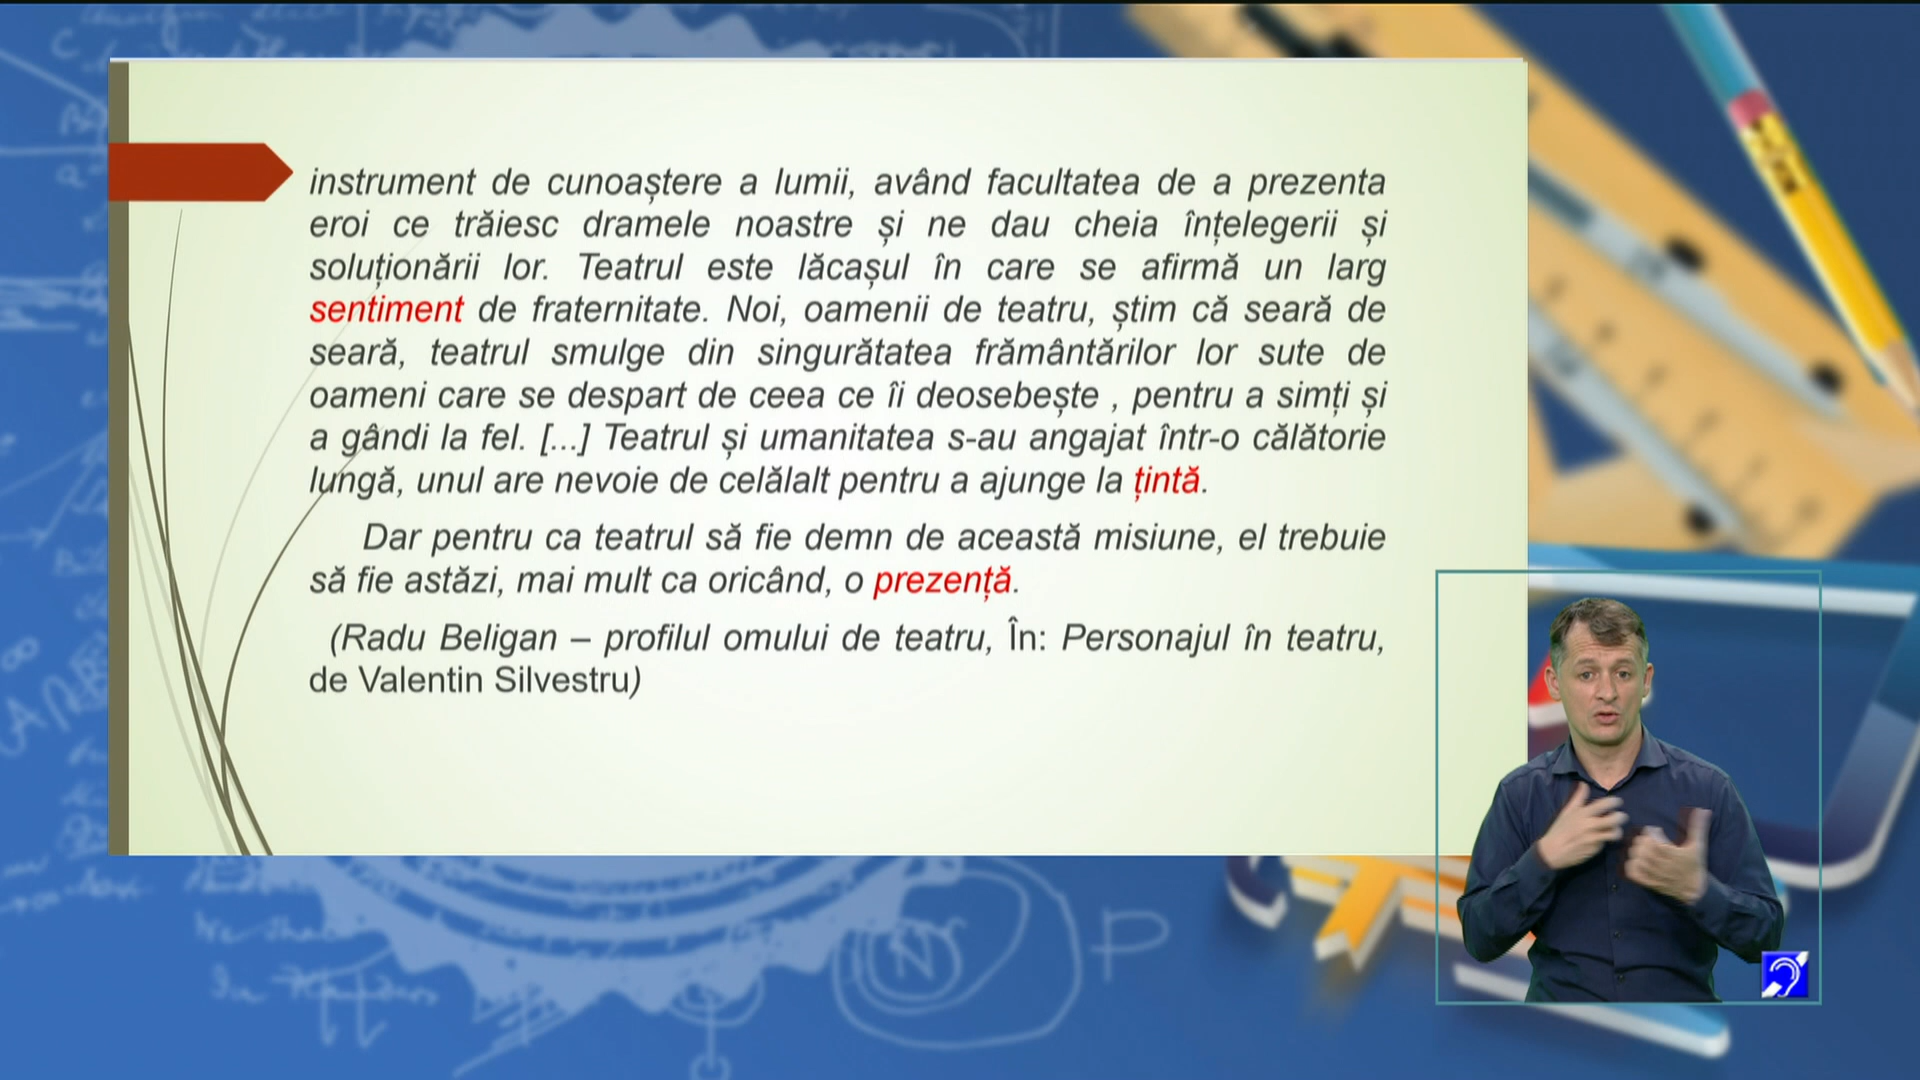 instrument de cunoaștere a lumii, având facultatea de a prezenta
eroi ce trăiesc dramele noastre și ne dau cheia înțelegerii și
soluționării lor. Teatrul este lăcașul în care se afirmă un larg
sentiment de fraternitate. Noi, oamenii de teatru, știm că seară de
seară, teatrul smulge din singurătatea frământărilor lor sute de
oameni care se despart de ceea ce îi deosebește , pentru a simți și
a gândi la fel. [...] Teatrul și umanitatea s-au angajat într-o călătorie
lungă, unul are nevoie de celălalt pentru a ajunge la țintă.
Dar pentru ca teatrul să fie demn de această misiune, el trebuie
să fie astăzi, mai mult ca oricând, o prezență.
(Radu Beligan – profilul omului de teatru, În: Personajul în teatru,
de Valentin Silvestru)
N
P